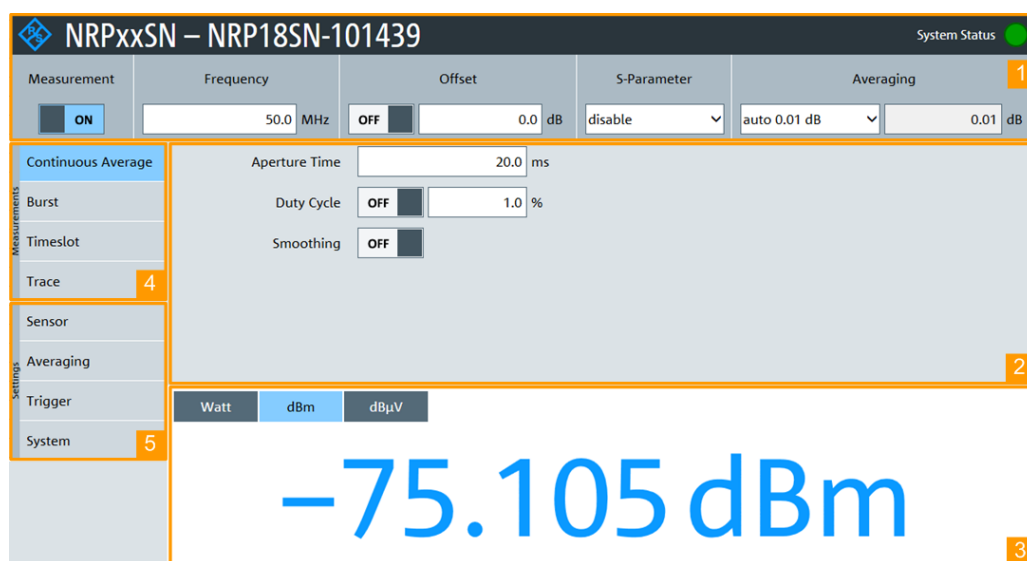 R&S
NRPxxSN – NRP18SN-101439
System Status
Measurement Frequency Offset S-Parameter Averaging 1
ON 50.0 MHz OFF 0.0 dB disable auto 0.01 dB 0.01 dB
Measurements
Continuous Average
Burst
Timeslot
Trace
4
Aperture Time 20.0 ms
Duty Cycle OFF 1.0 %
Smoothing OFF
2
Settings
Sensor
Averaging
Trigger
System
5
Watt dBm dBµV
–75.105 dBm
3